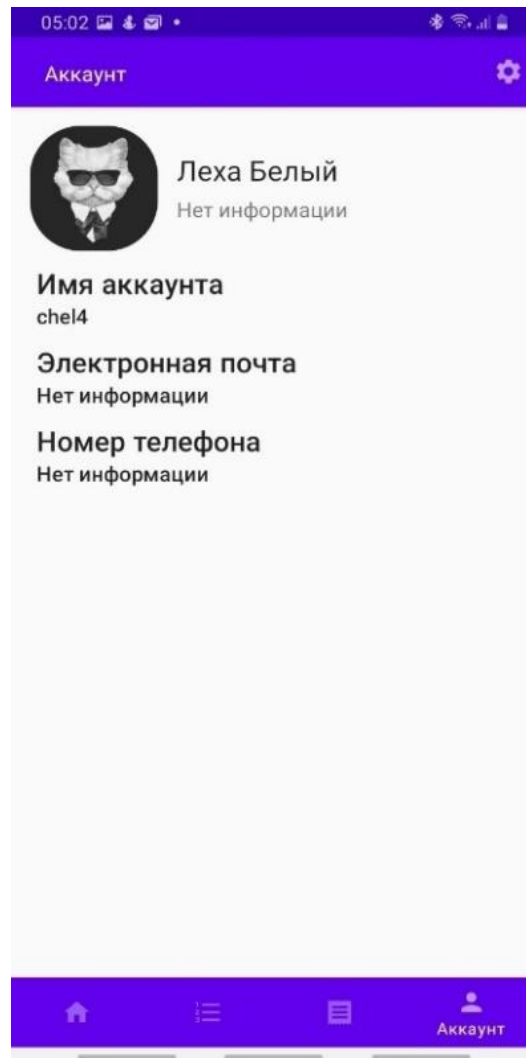 05:02
Аккаунт
Леха Белый
Нет информации
Имя аккаунта
chel4
Электронная почта
Нет информации
Номер телефона
Нет информации
Аккаунт